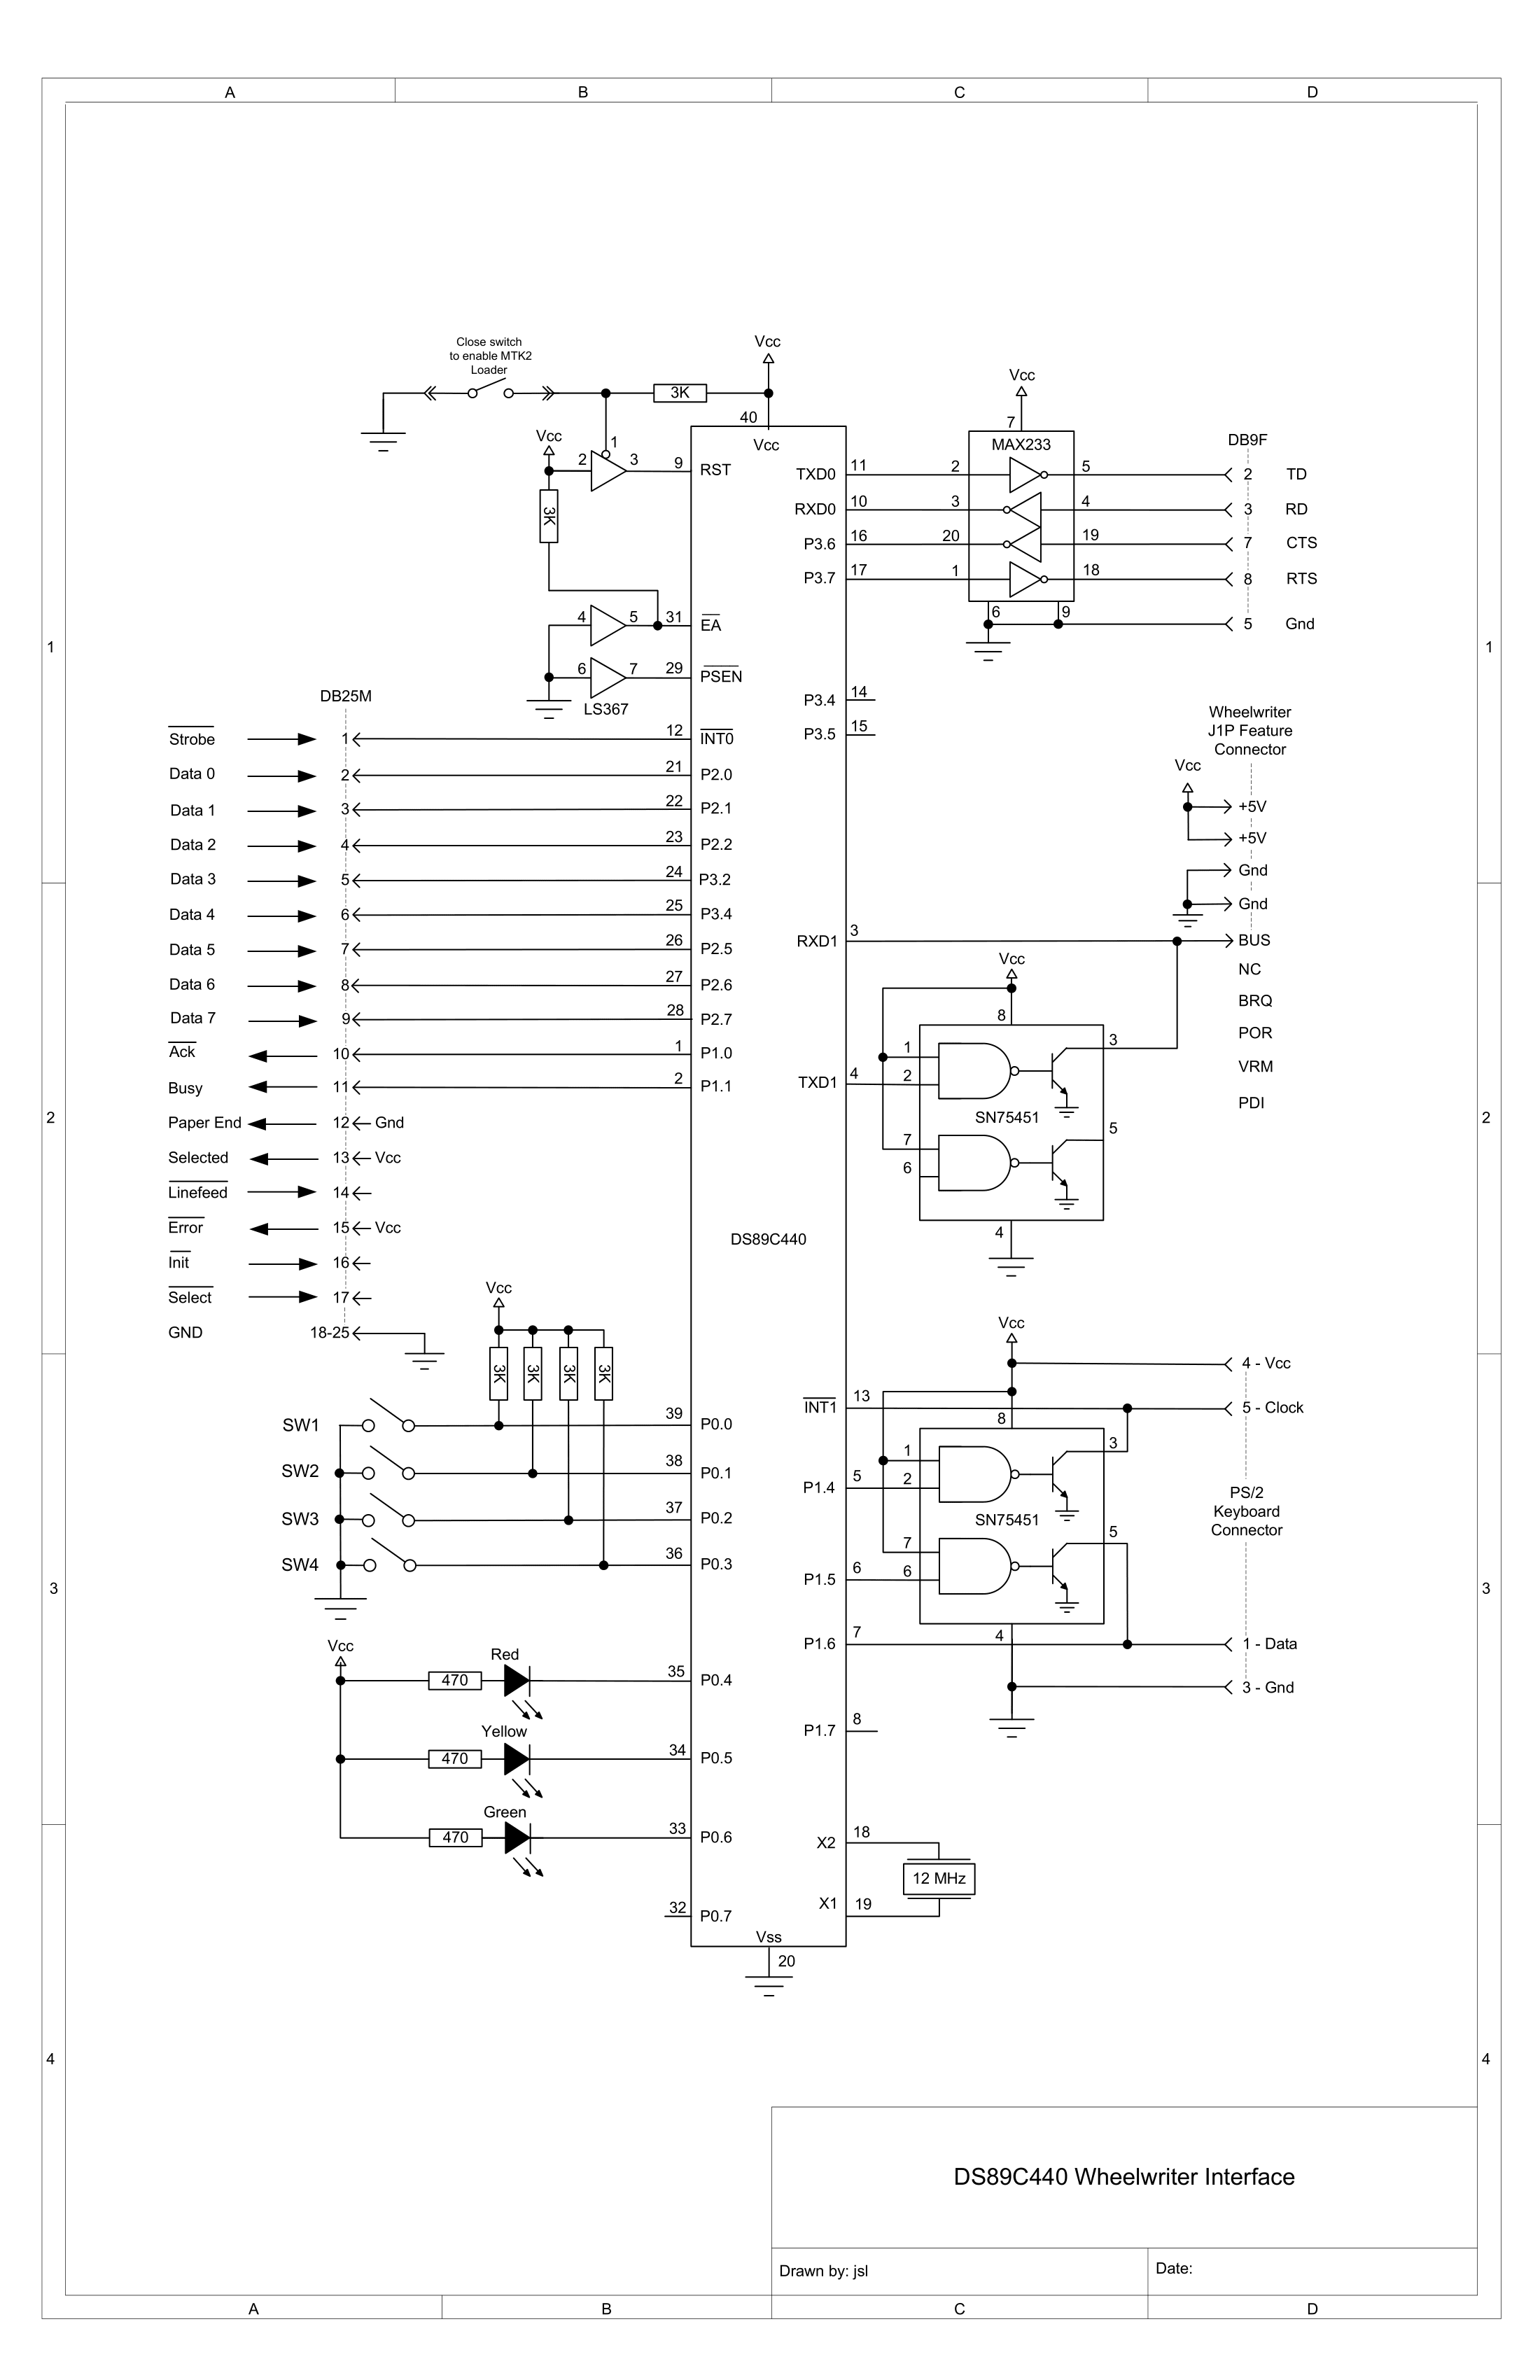 A B C D
Close switch
to enable MTK2
Loader
3K
Vcc
40
Vcc
Vcc
2
1
3
9
RST
3K
4
5
31
EA
6
7
29
PSEN
LS367
TXD0
11
2
5
RXD0
10
3
4
P3.6
16
20
19
P3.7
17
1
18
Vcc
7
MAX233
6
9
DB9F
2 TD
3 RD
7 CTS
8 RTS
5 Gnd
1
1
P3.4
14
P3.5
15
DB25M
Strobe 1 12 INT0
Data 0 2 21 P2.0
Data 1 3 22 P2.1
Data 2 4 23 P2.2
Data 3 5 24 P3.2
Data 4 6 25 P3.4
Data 5 7 26 P2.5
Data 6 8 27 P2.6
Data 7 9 28 P2.7
Ack 10 1 P1.0
Busy 11 2 P1.1
Paper End 12 Gnd
Selected 13 Vcc
Linefeed 14
Error 15 Vcc
Init 16
Select 17
GND 18-25
Wheelwriter
J1P Feature
Connector
Vcc
+5V
+5V
Gnd
Gnd
BUS
NC
BRQ
POR
VRM
PDI
RXD1
3
Vcc
8
1
2
3
TXD1
4
SN75451
7
6
5
4
2
2
DS89C440
Vcc
3K
3K
3K
3K
SW1 39 P0.0
SW2 38 P0.1
SW3 37 P0.2
SW4 36 P0.3
Vcc
4 - Vcc
INT1
13
5 - Clock
8
1
2
3
P1.4
5
SN75451
7
6
5
P1.5
6
P1.6
7
4
1 - Data
3 - Gnd
PS/2
Keyboard
Connector
3
3
P1.7
8
Vcc
Red
470
35
P0.4
Yellow
470
34
P0.5
Green
470
33
P0.6
32
P0.7
X2
18
12 MHz
X1
19
Vss
20
4
4
DS89C440 Wheelwriter Interface
Drawn by: jsl
Date:
A B C D